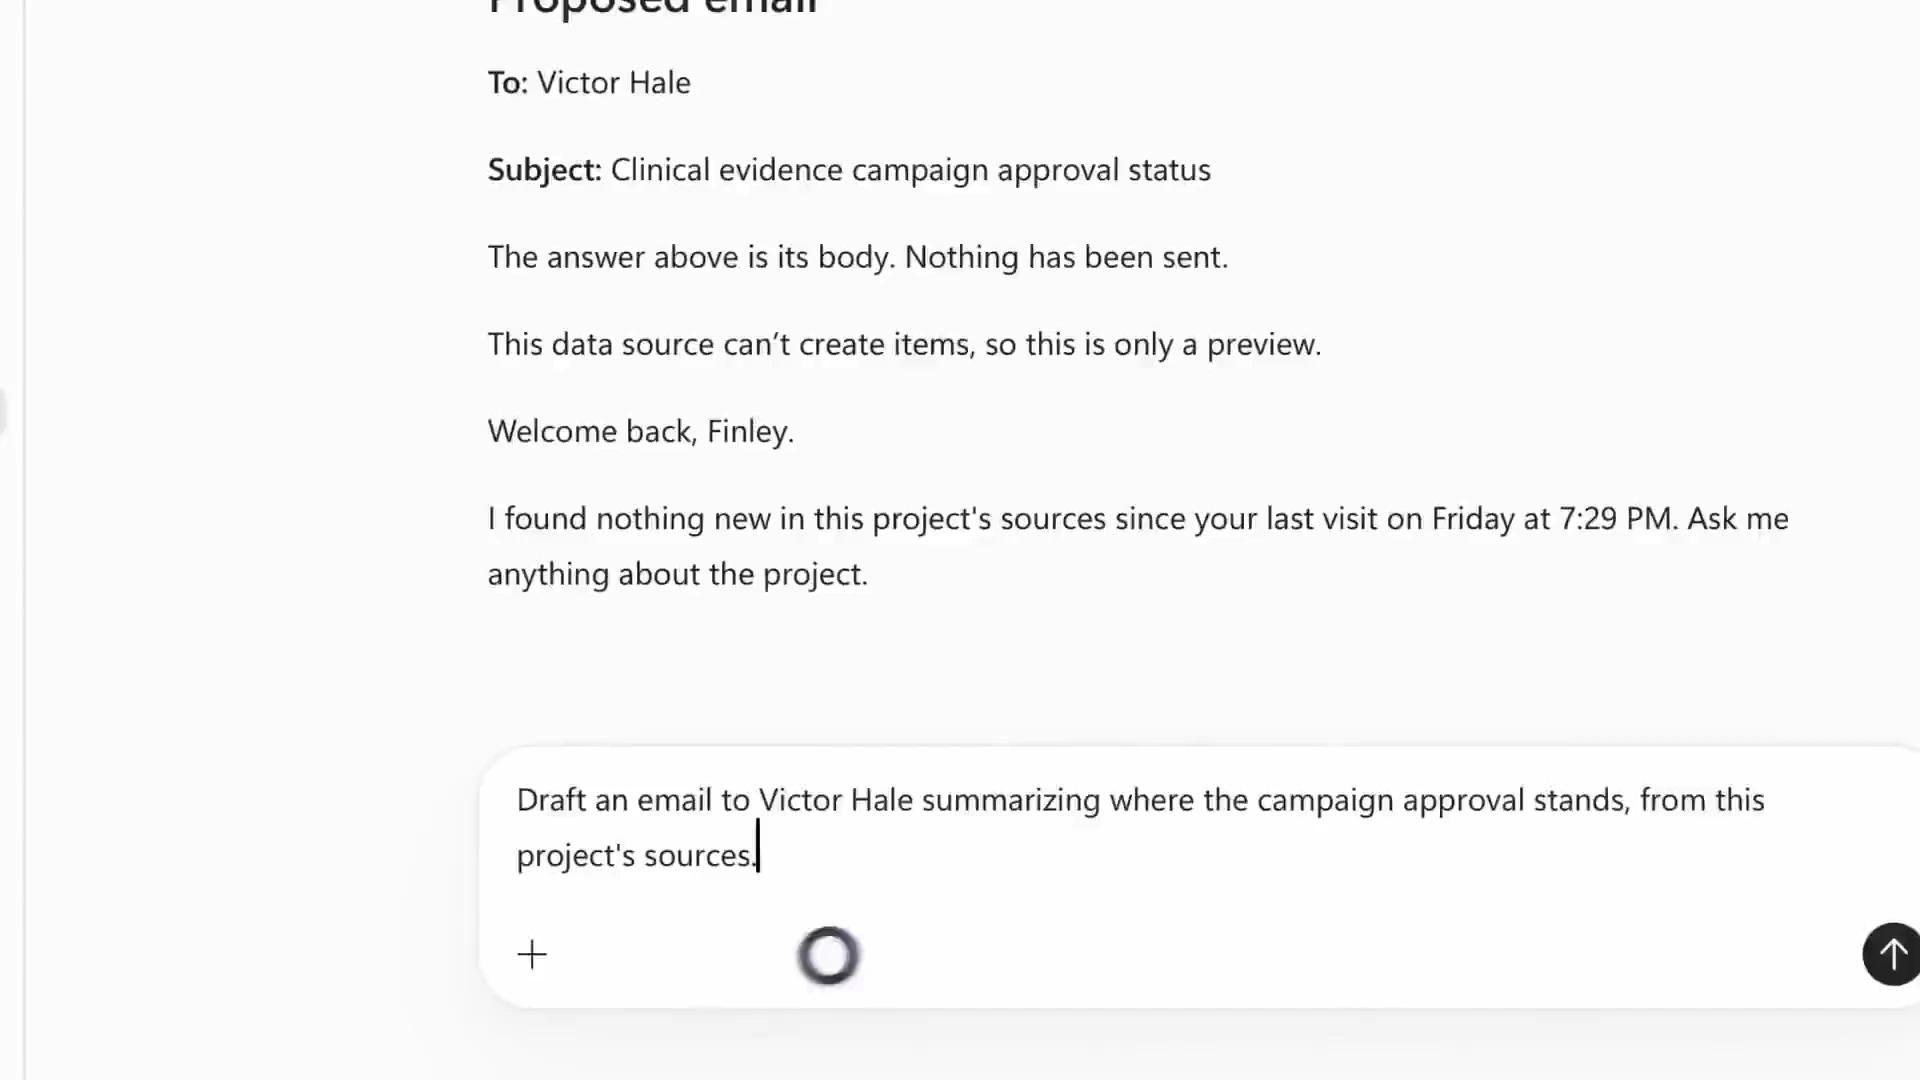 Proposed email
To: Victor Hale
Subject: Clinical evidence campaign approval status
The answer above is its body. Nothing has been sent.
This data source can’t create items, so this is only a preview.
Welcome back, Finley.
I found nothing new in this project's sources since your last visit on Friday at 7:29 PM. Ask me
anything about the project.
Draft an email to Victor Hale summarizing where the campaign approval stands, from this
project's sources.